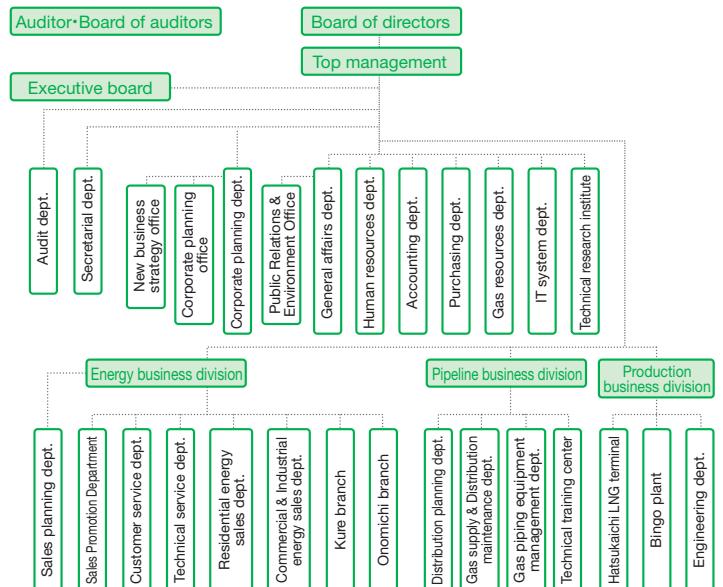 Auditor・Board of auditors
Board of directors
Top management
Executive board
Audit dept.
Secretarial dept.
New business
strategy office
Corporate planning
office
Corporate planning dept.
Public Relations &
Environment Office
General affairs dept.
Human resources dept.
Accounting dept.
Purchasing dept.
Gas resources dept.
IT system dept.
Technical research institute
Energy business division
Pipeline business division
Production
business division
Sales planning dept.
Sales Promotion Department
Customer service dept.
Technical service dept.
Residential energy
sales dept.
Commercial & Industrial
energy sales dept.
Kure branch
Onomichi branch
Distribution planning dept.
Gas supply & Distribution
maintenance dept.
Gas piping equipment
management dept.
Technical training center
Hatsukaichi LNG terminal
Bingo plant
Engineering dept.